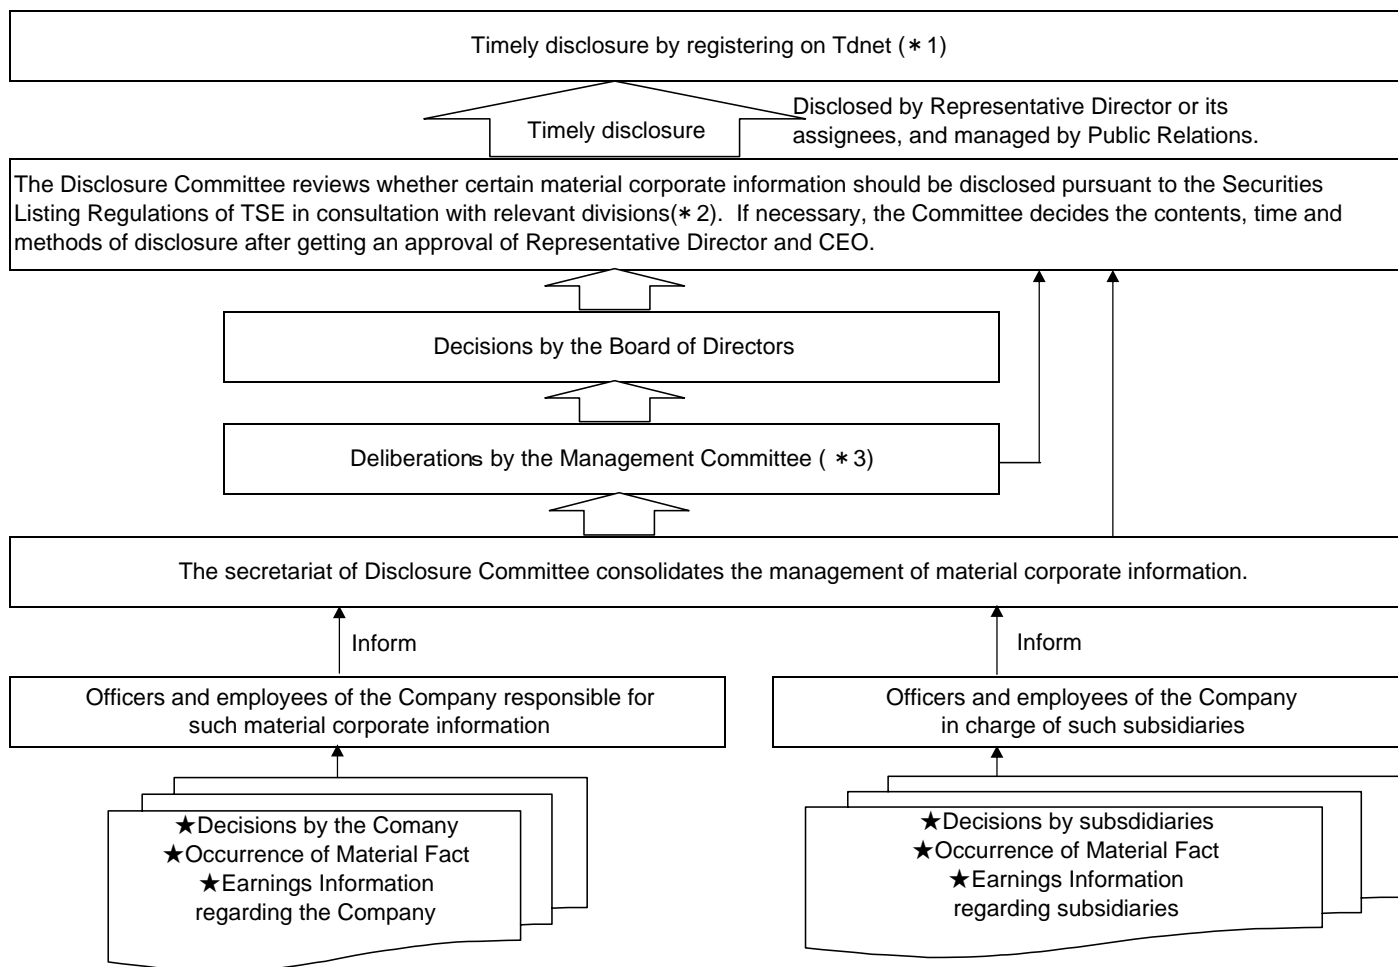 Timely disclosure by registering on Tdnet (＊1)
Timely disclosure
Disclosed by Representative Director or its
assignees, and managed by Public Relations.
The Disclosure Committee reviews whether certain material corporate information should be disclosed pursuant to the Securities
Listing Regulations of TSE in consultation with relevant divisions(＊2).  If necessary, the Committee decides the contents, time and
methods of disclosure after getting an approval of Representative Director and CEO.
Decisions by the Board of Directors
Deliberations by the Management Committee ( ＊3)
The secretariat of Disclosure Committee consolidates the management of material corporate information.
Inform
Inform
Officers and employees of the Company responsible for
such material corporate information
Officers and employees of the Company
in charge of such subsidiaries
★Decisions by the Comany
★Occurrence of Material Fact
★Earnings Information
regarding the Company
★Decisions by subsdidiaries
★Occurrence of Material Fact
★Earnings Information
regarding subsidiaries